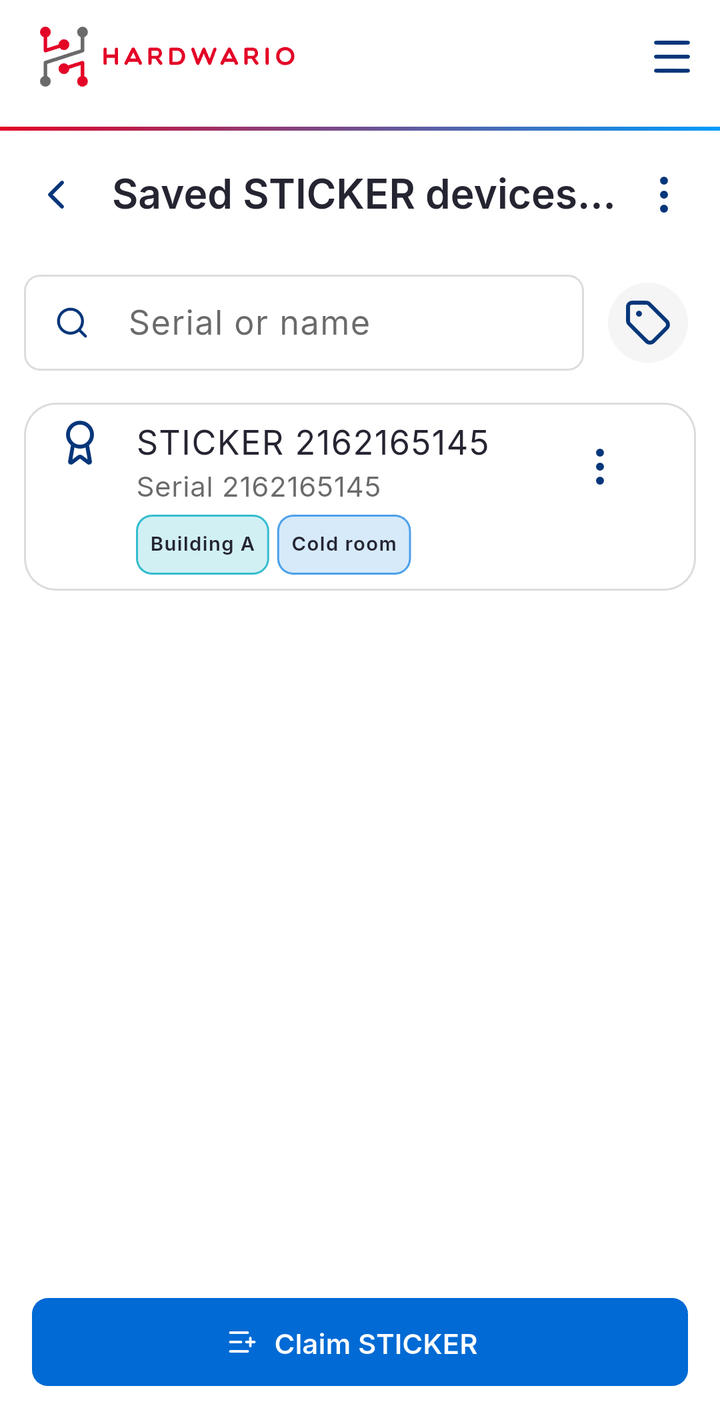 HARDWARIO
Saved STICKER devices...
Serial or name
STICKER 2162165145
Serial 2162165145
Building A
Cold room
Claim STICKER